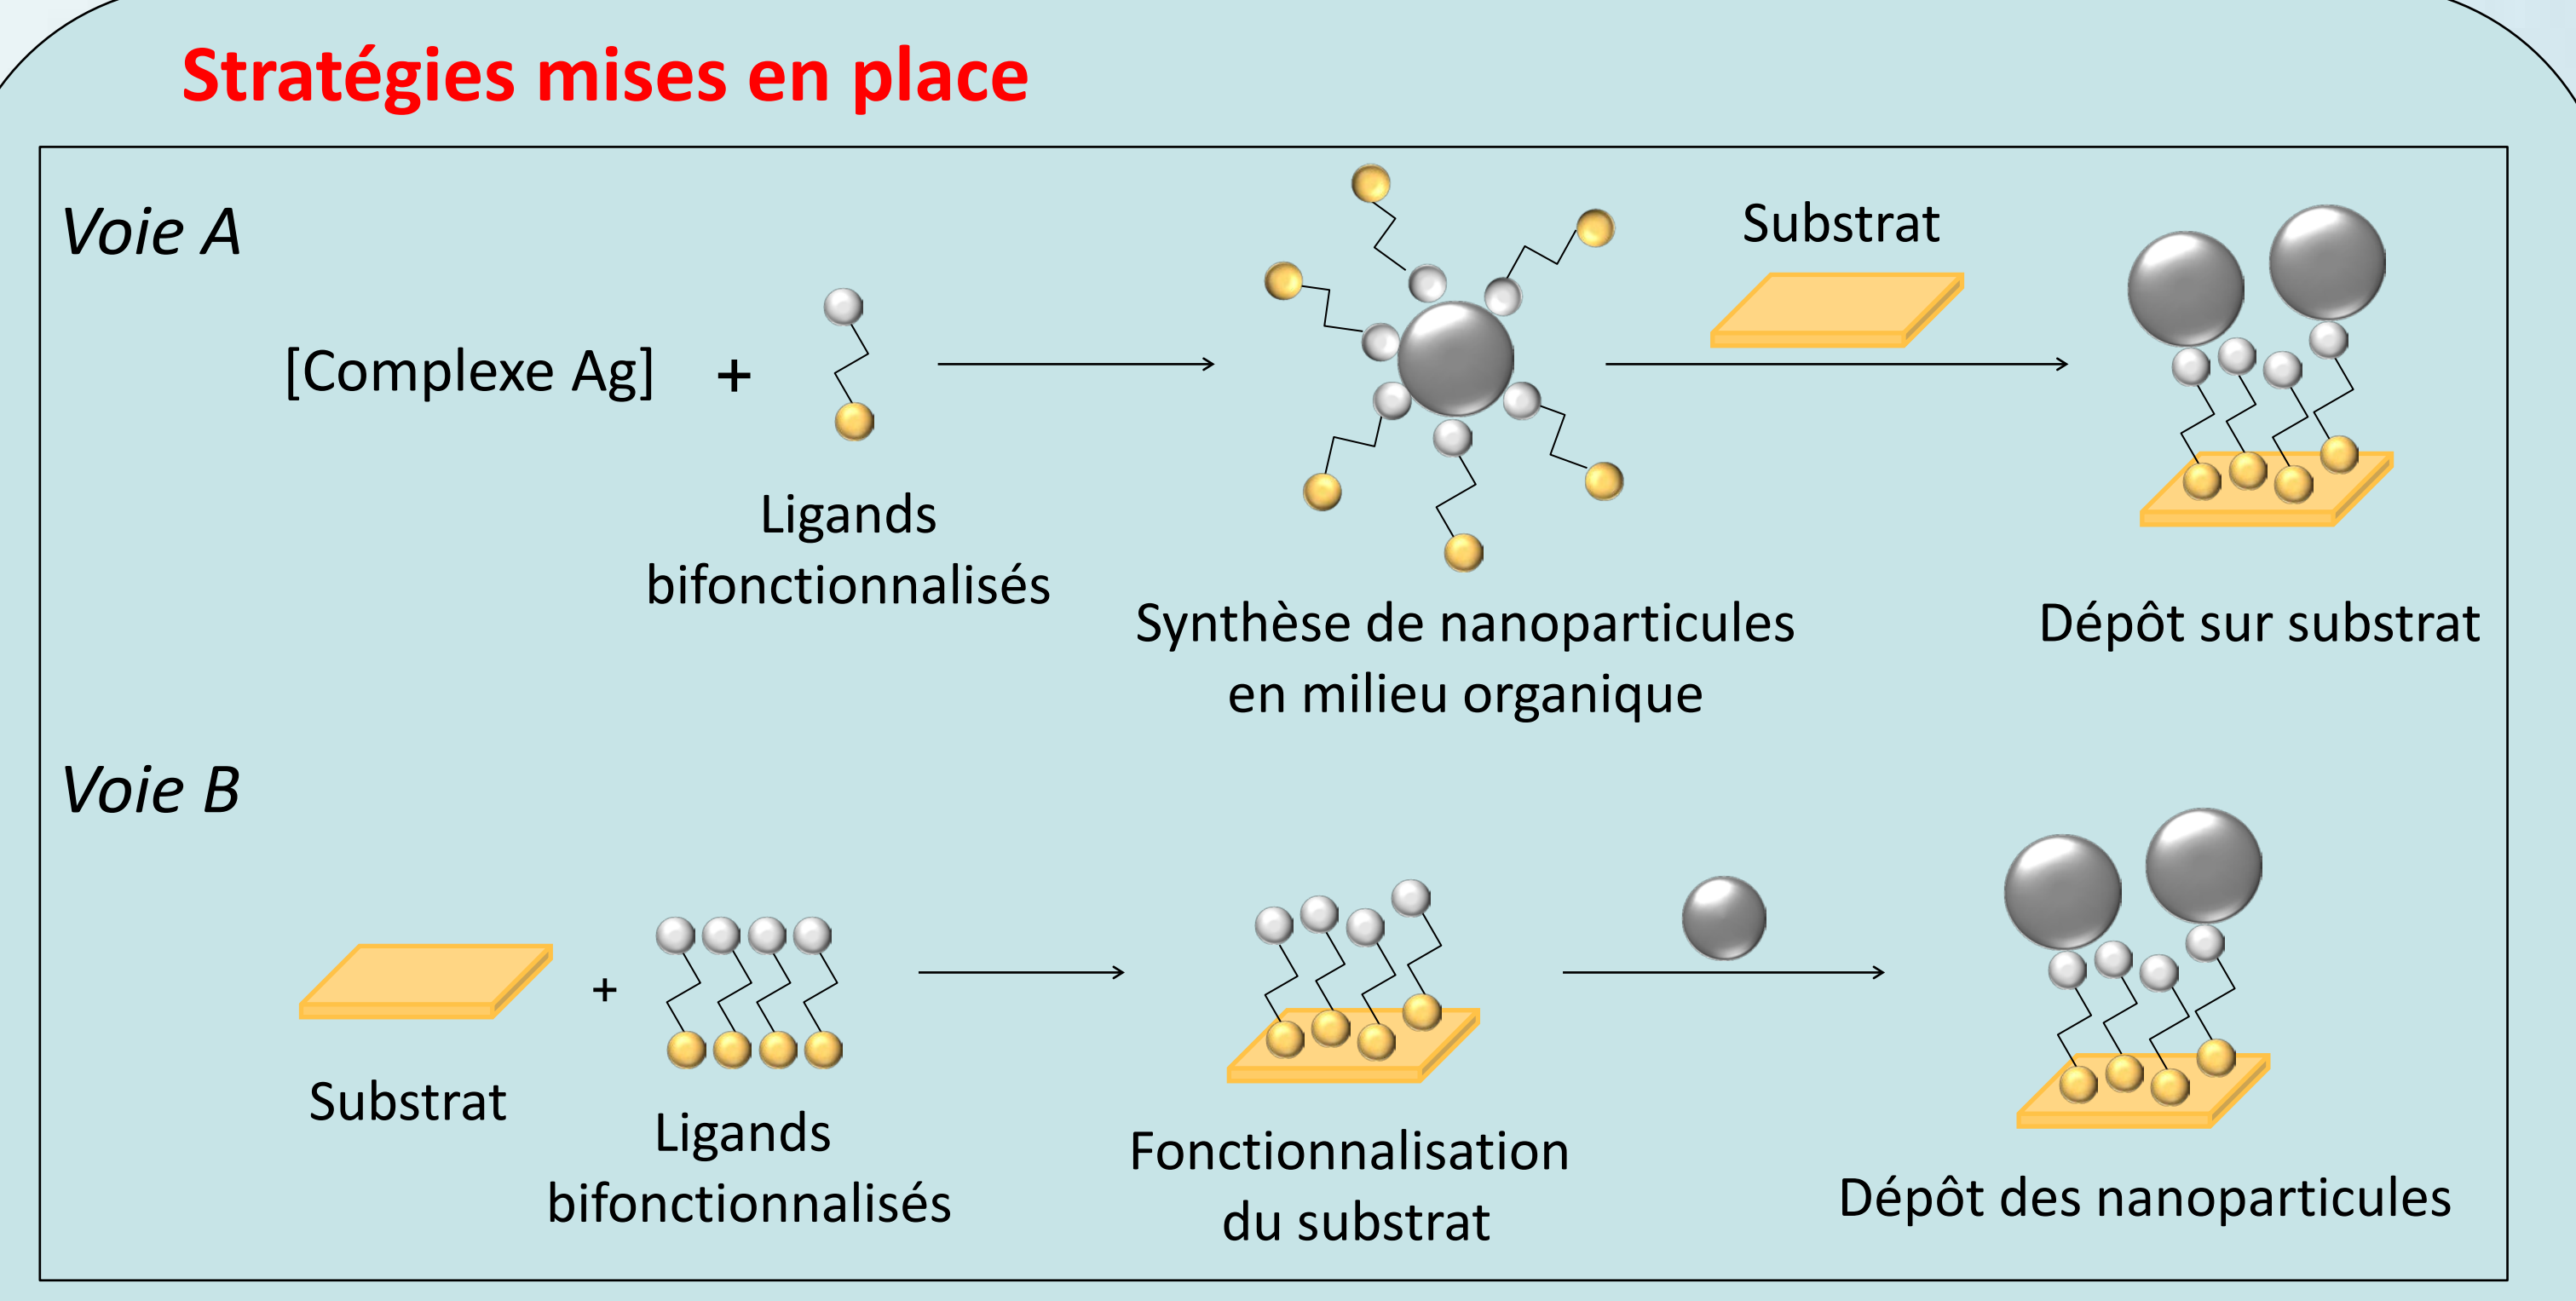 Stratégies mises en place
Voie A
Substrat
[Complexe Ag] +
Ligands
bifonctionnalisés
Synthèse de nanoparticules
en milieu organique
Dépôt sur substrat
Voie B
+
Substrat
Ligands
bifonctionnalisés
Fonctionnalisation
du substrat
Dépôt des nanoparticules